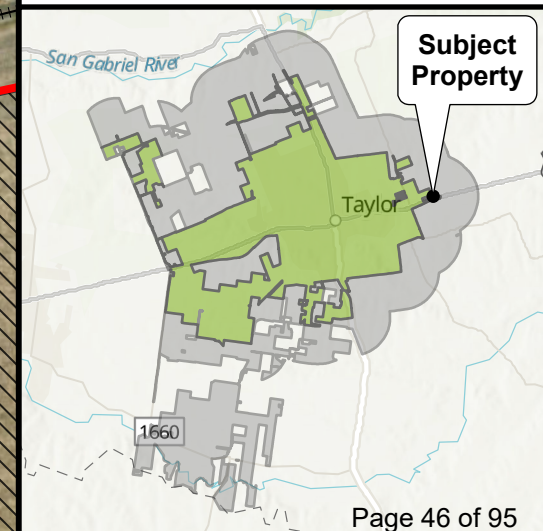 San Gabriel River
Subject
Property
Taylor
1660
Page 46 of 95